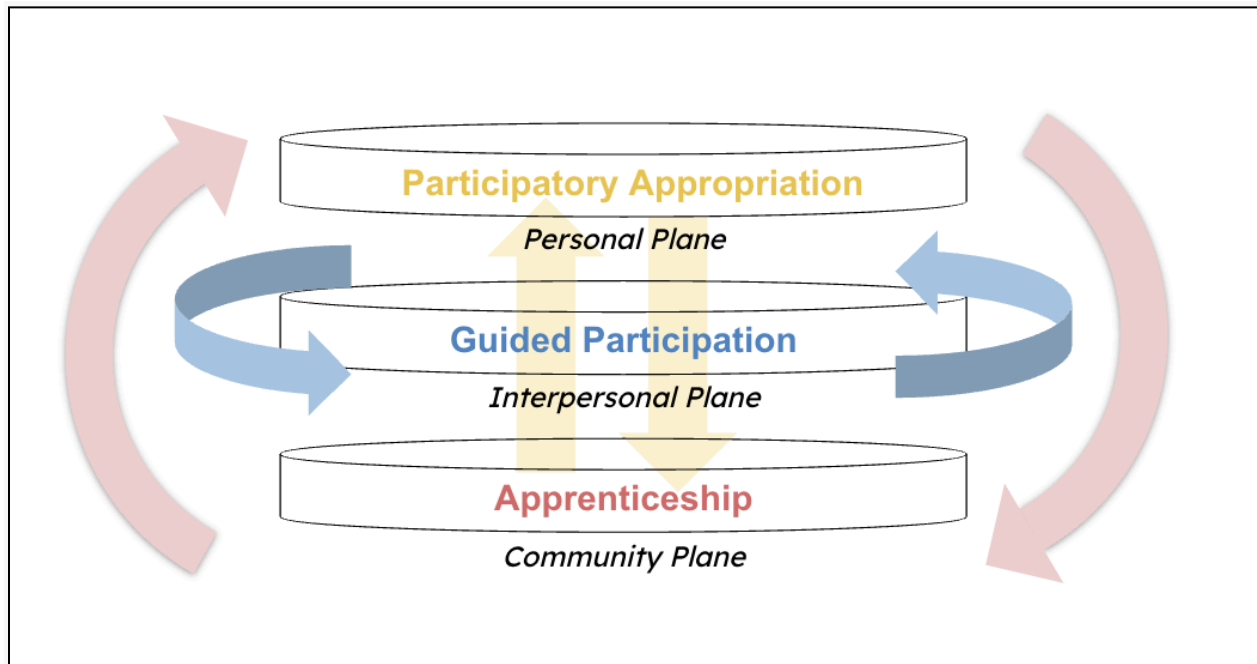 Participatory Appropriation
Personal Plane
Guided Participation
Interpersonal Plane
Apprenticeship
Community Plane